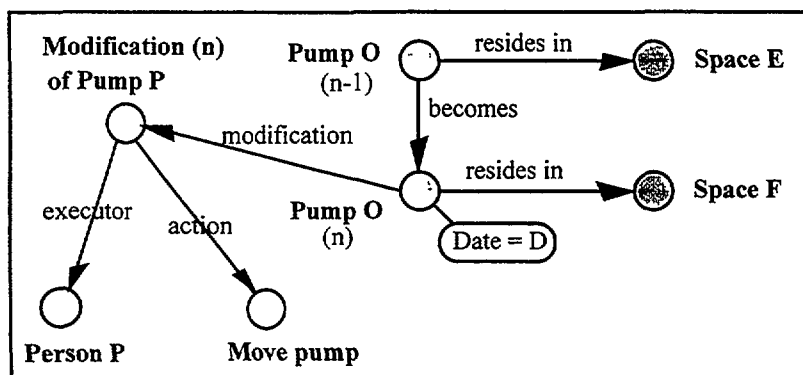 Modification (n)
of Pump P
Pump O
(n-1)
resides in
Space E
becomes
modification
resides in
Space F
Pump O
(n)
Date = D
executor
action
Person P
Move pump